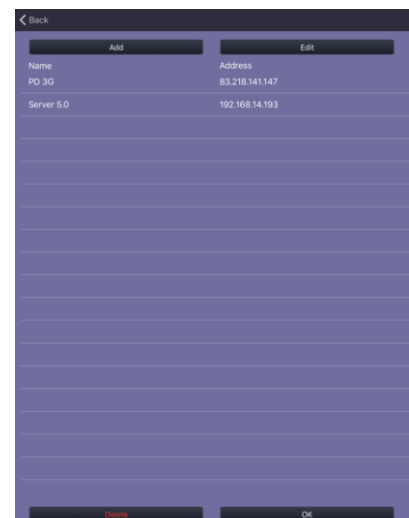 Back
Add Edit
Name Address
PD 3G 83.218.141.147
Server 5.0 192.168.14.193
Delete OK